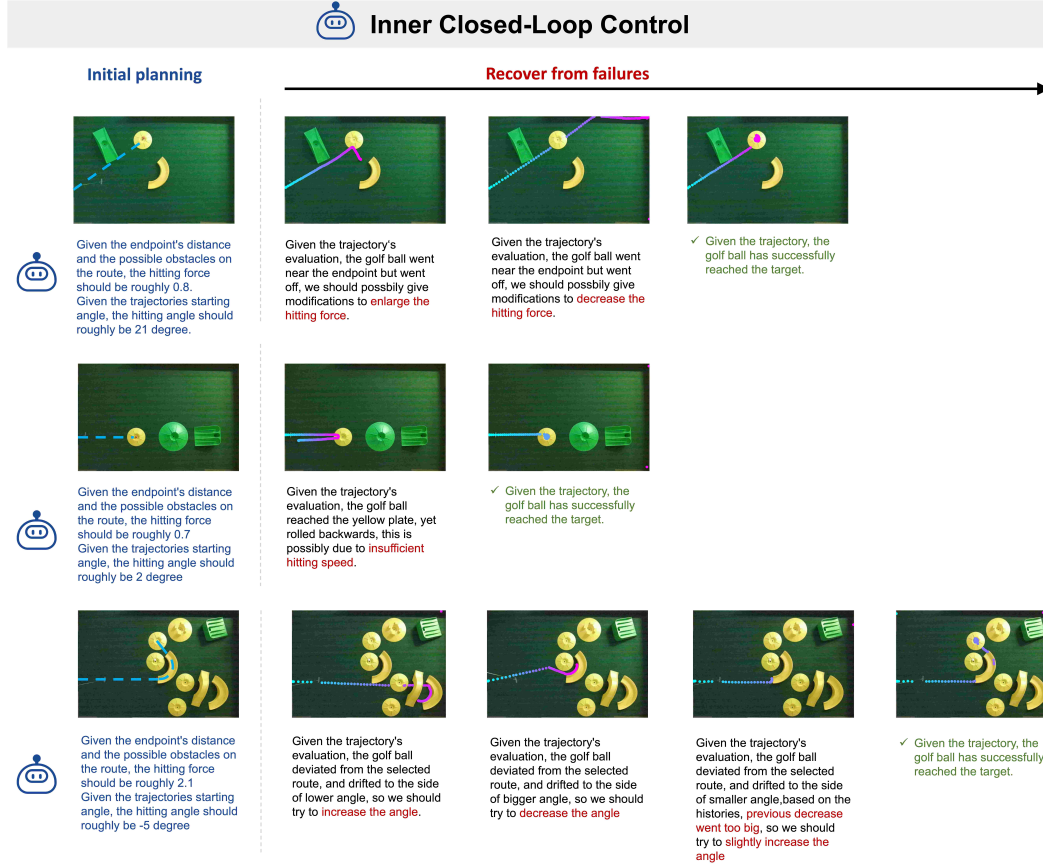 Inner Closed-Loop Control
Initial planning
Recover from failures
Given the endpoint's distance
and the possible obstacles on
the route, the hitting force
should be roughly 0.8.
Given the trajectories starting
angle, the hitting angle should
roughly be 21 degree.
Given the trajectory's
evaluation, the golf ball went
near the endpoint but went
off, we should possbily give
modifications to enlarge the
hitting force.
Given the trajectory's
evaluation, the golf ball went
near the endpoint but went
off, we should possbily give
modifications to decrease the
hitting force.
✓ Given the trajectory, the
golf ball has successfully
reached the target.
Given the endpoint's distance
and the possible obstacles on
the route, the hitting force
should be roughly 0.7
Given the trajectories starting
angle, the hitting angle should
roughly be 2 degree
Given the trajectory's
evaluation, the golf ball
reached the yellow plate, yet
rolled backwards, this is
possibly due to insufficient
hitting speed.
✓ Given the trajectory, the
golf ball has successfully
reached the target.
Given the endpoint's distance
and the possible obstacles on
the route, the hitting force
should be roughly 2.1
Given the trajectories starting
angle, the hitting angle should
roughly be -5 degree
Given the trajectory's
evaluation, the golf ball
deviated from the selected
route, and drifted to the side
of lower angle, so we should
try to increase the angle.
Given the trajectory's
evaluation, the golf ball
deviated from the selected
route, and drifted to the side
of bigger angle, so we should
try to decrease the angle
Given the trajectory's
evaluation, the golf ball
deviated from the selected
route, and drifted to the side
of smaller angle,based on the
histories, previous decrease
went too big, so we should
try to slightly increase the
angle
✓ Given the trajectory, the
golf ball has successfully
reached the target.